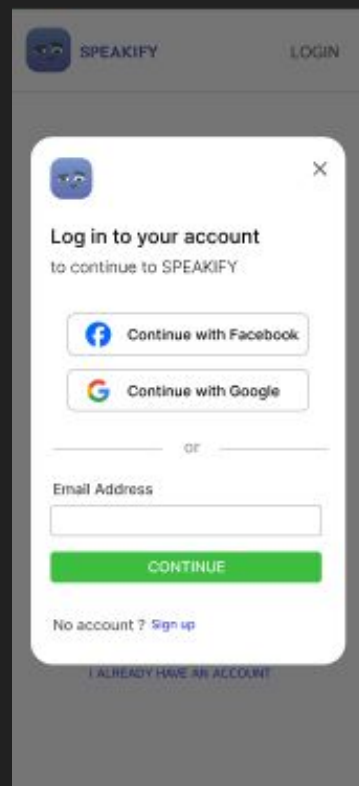 SPEAKIFY LOGIN
Log in to your account
to continue to SPEAKIFY
Continue with Facebook
Continue with Google
or
Email Address
CONTINUE
No account ? Sign up
I ALREADY HAVE AN ACCOUNT